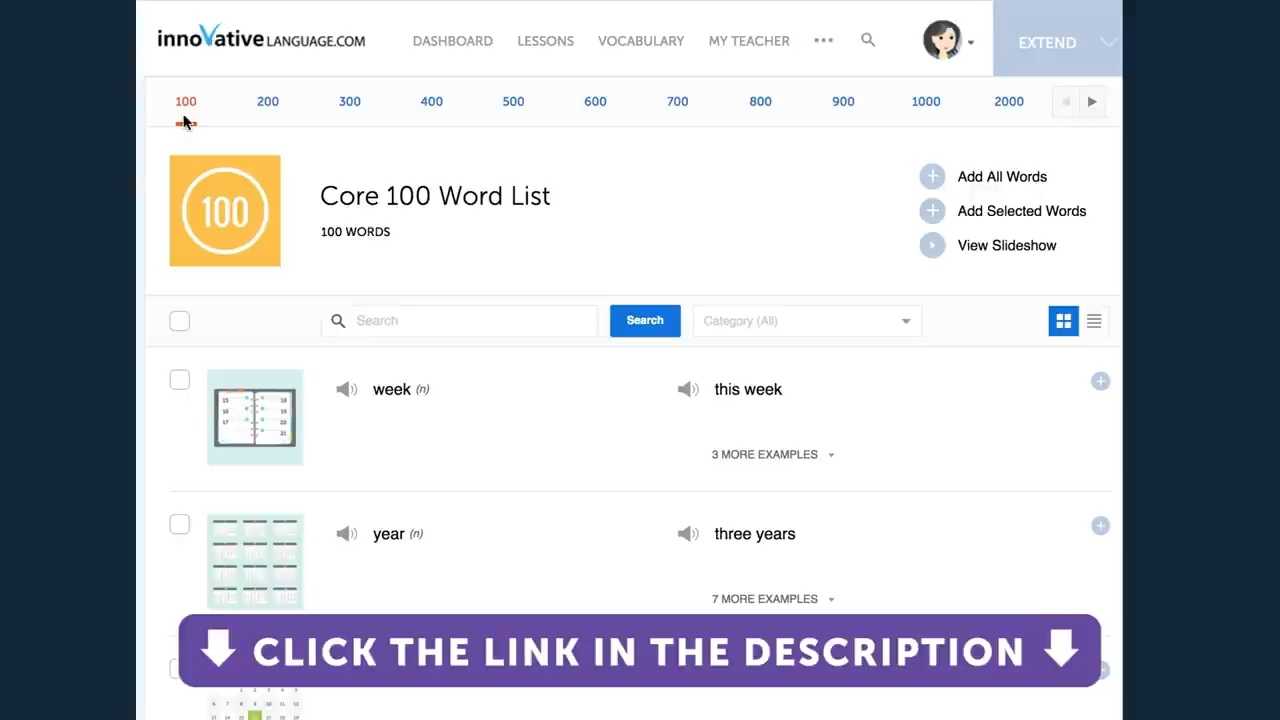 innoVative LANGUAGE.COM DASHBOARD LESSONS VOCABULARY MY TEACHER ••• EXTEND
100 200 300 400 500 600 700 800 900 1000 2000
100
Core 100 Word List
100 WORDS
Add All Words
Add Selected Words
View Slideshow
Search Search Category (All)
week (n) this week
3 MORE EXAMPLES
year (n) three years
7 MORE EXAMPLES
CLICK THE LINK IN THE DESCRIPTION